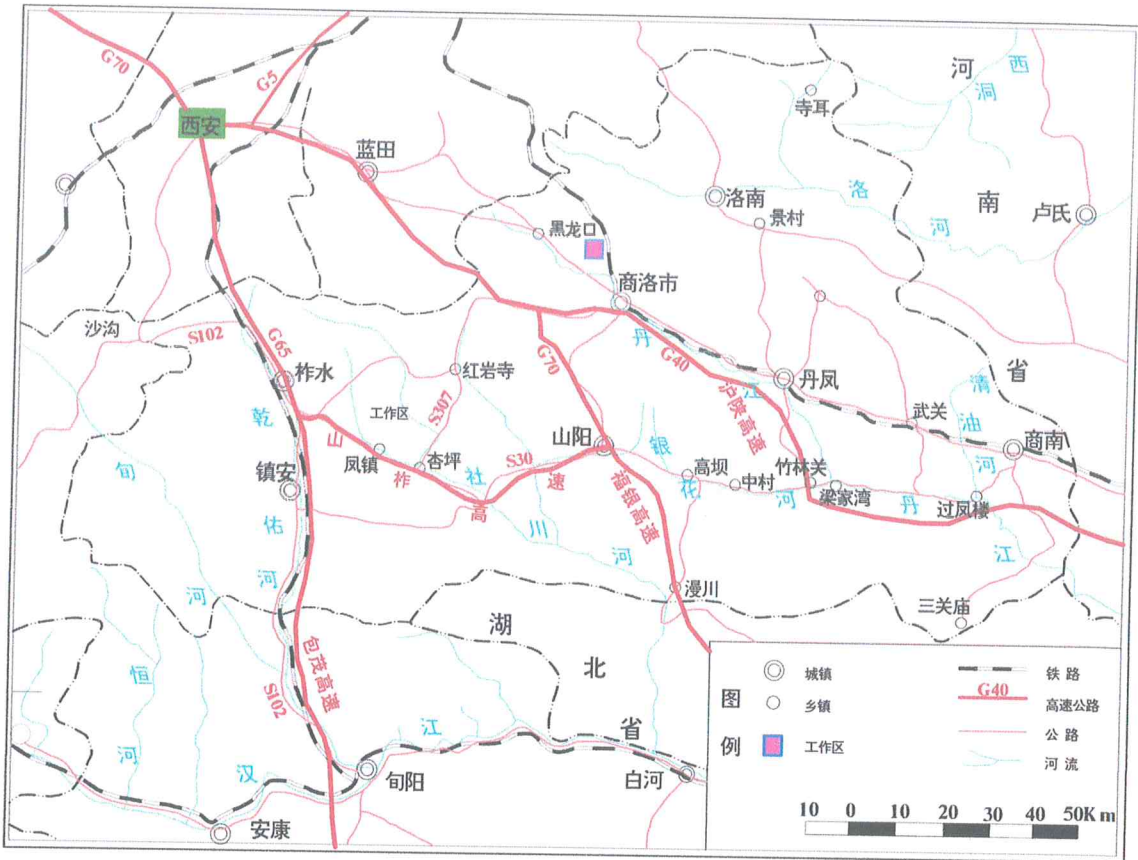 G70
G5
西安
蓝田
黑龙口
商洛市
洛南
景村
寺耳
河
南
省
西
洞
河
洛
河
卢氏
沙沟
S102
G65
柞水
乾
佑
河
工作区
凤镇
杏坪
红岩寺
S307
山
柞
高
速
S30
社
川
河
山阳
G70
福银高速
G40
沪陕高速
丹
江
丹凤
武关
商南
清
油
河
银
花
河
高坝
中村
竹林关
梁家湾
丹
江
过凤楼
三关庙
漫川
镇安
旬
河
恒
河
包茂高速
S102
湖
北
省
汉
江
旬阳
白河
安康
图
例
城镇
乡镇
工作区
铁路
G40
高速公路
公路
河流
10 0 10 20 30 40 50Km